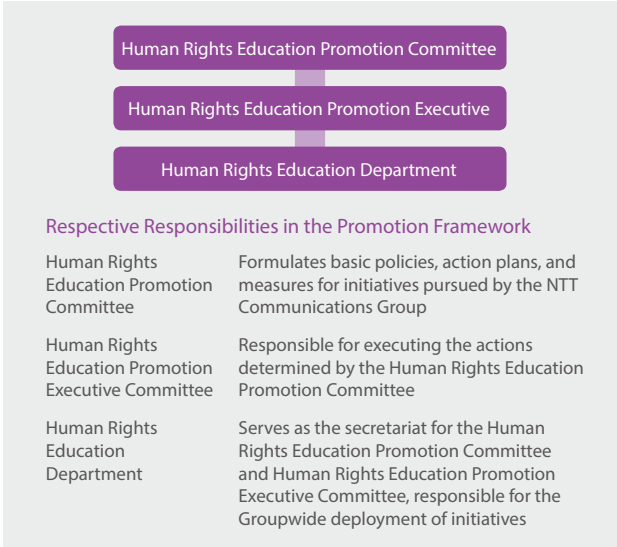 Human Rights Education Promotion Committee
Human Rights Education Promotion Executive
Human Rights Education Department
Respective Responsibilities in the Promotion Framework
Human Rights
Education Promotion
Committee
Formulates basic policies, action plans, and
measures for initiatives pursued by the NTT
Communications Group
Human Rights
Education Promotion
Executive Committee
Responsible for executing the actions
determined by the Human Rights Education
Promotion Committee
Human Rights
Education
Department
Serves as the secretariat for the Human
Rights Education Promotion Committee
and Human Rights Education Promotion
Executive Committee, responsible for the
Groupwide deployment of initiatives